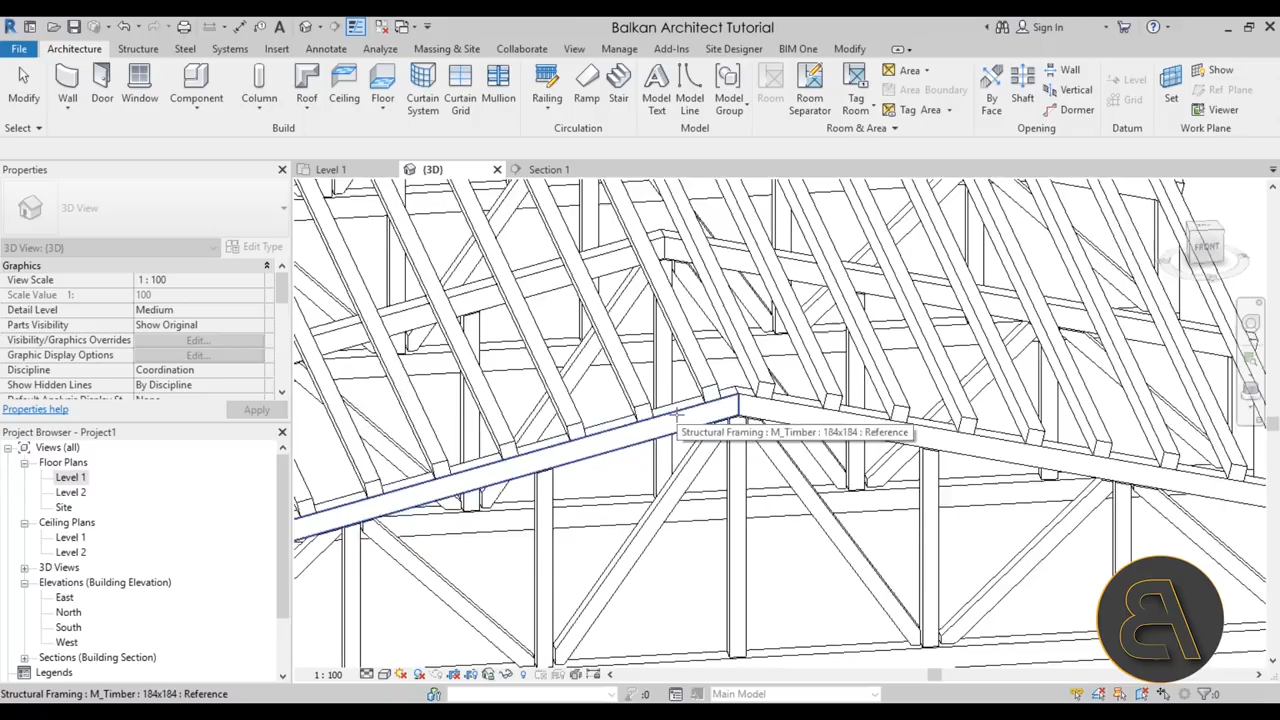 Balkan Architect Tutorial
Sign In
File Architecture Structure Steel Systems Insert Annotate Analyze Massing & Site Collaborate View Manage Add-Ins Site Designer BIM One Modify
Modify Wall Door Window Component Column Roof Ceiling Floor Curtain System Curtain Grid Mullion Railing Ramp Stair Model Text Model Line Model Group Room Room Separator Tag Room By Face Shaft Set
Area Wall Level Show
Area Boundary Vertical Grid Ref Plane
Tag Area Dormer Viewer
Select Build Circulation Model Room & Area Opening Datum Work Plane
Properties
Level 1 {3D} Section 1
3D View
3D View: {3D} Edit Type
Graphics
View Scale 1 : 100
Scale Value 1: 100
Detail Level Medium
Parts Visibility Show Original
Visibility/Graphics Overrides Edit...
Graphic Display Options Edit...
Discipline Coordination
Show Hidden Lines By Discipline
Properties help Apply
Project Browser - Project1
Views (all)
Floor Plans
Level 1
Level 2
Site
Ceiling Plans
Level 1
Level 2
3D Views
Elevations (Building Elevation)
East
North
South
West
Sections (Building Section)
Legends
FRONT
Structural Framing : M_Timber : 184x184 : Reference
1 : 100
Structural Framing : M_Timber : 184x184 : Reference
:0 Main Model :0